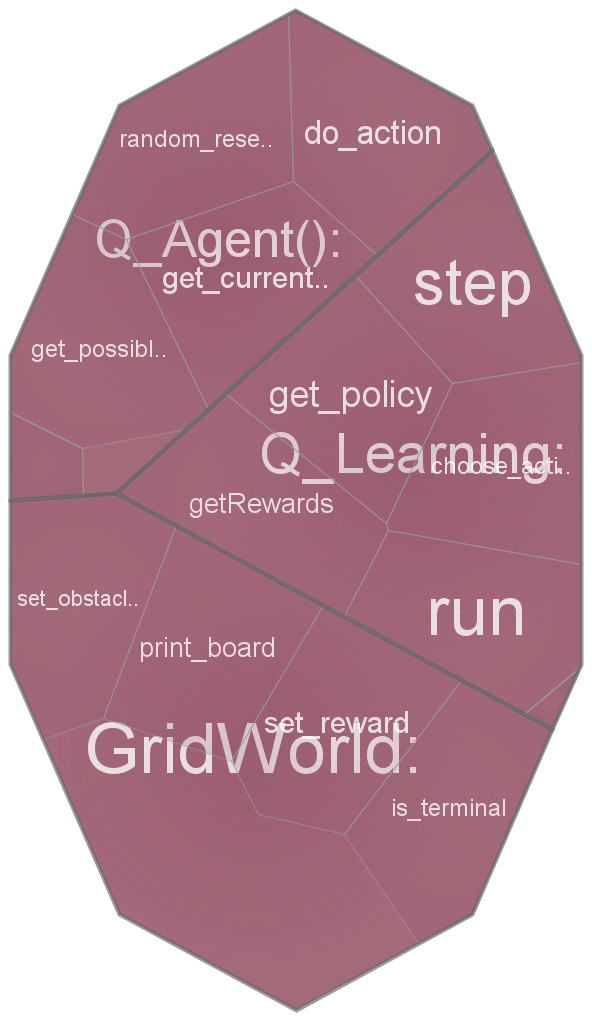 do_action
random_rese..
Q_Agent():
get_current..
step
get_possibl..
get_policy
Q_Learning:
choose_acti..
getRewards
set_obstacl..
run
print_board
set_reward
GridWorld:
is_terminal